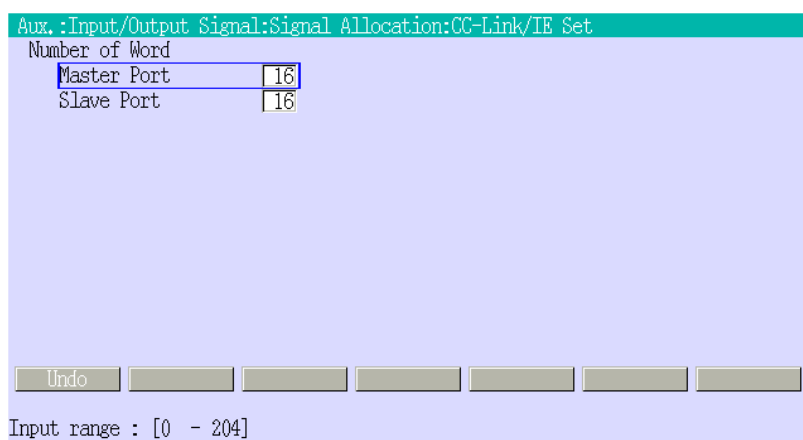 Aux.:Input/Output Signal:Signal Allocation:CC-Link/IE Set
Number of Word
Master Port 16
Slave Port 16
Undo
Input range : [0 - 204]